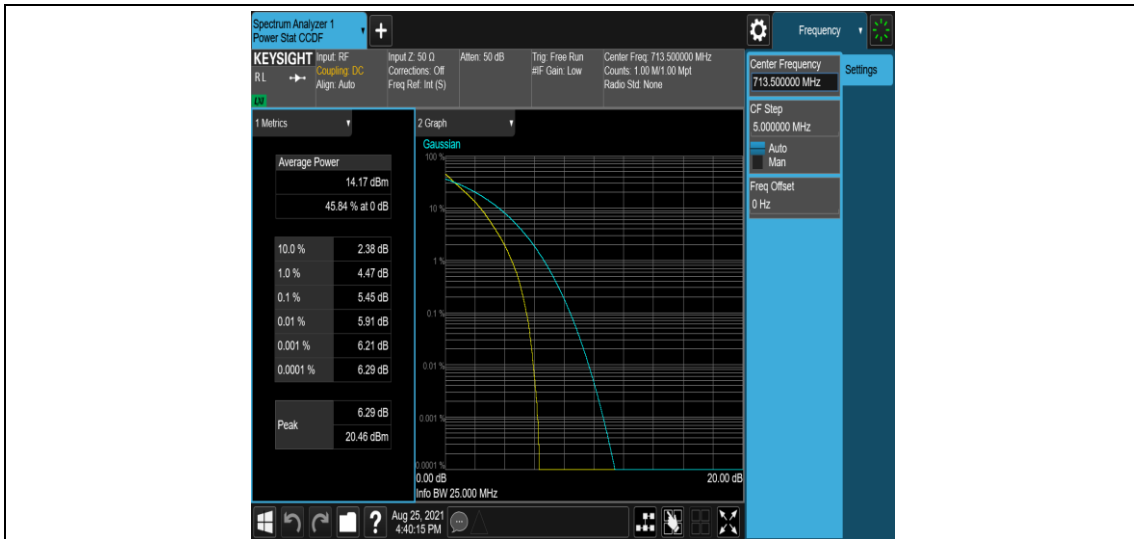 Spectrum Analyzer 1
Power Stat CCDF
+
Frequency
KEYSIGHT
RL
Input: RF
Coupling: DC
Align: Auto
Input Z: 50 Ω
Corrections: Off
Freq Ref: Int (S)
Atten: 50 dB
Trig: Free Run
#IF Gain: Low
Center Freq: 713.500000 MHz
Counts: 1.00 M/1.00 Mpt
Radio Std: None
Center Frequency
713.500000 MHz
Settings
CF Step
5.000000 MHz
Auto
Man
Freq Offset
0 Hz
1 Metrics
Average Power
14.17 dBm
45.84 % at 0 dB
10.0 % 2.38 dB
1.0 % 4.47 dB
0.1 % 5.45 dB
0.01 % 5.91 dB
0.001 % 6.21 dB
0.0001 % 6.29 dB
Peak
6.29 dB
20.46 dBm
2 Graph
Gaussian
100 %
10 %
1 %
0.1 %
0.01 %
0.001 %
0.0001 %
0.00 dB
20.00 dB
Info BW 25.000 MHz
?
Aug 25, 2021
4:40:15 PM